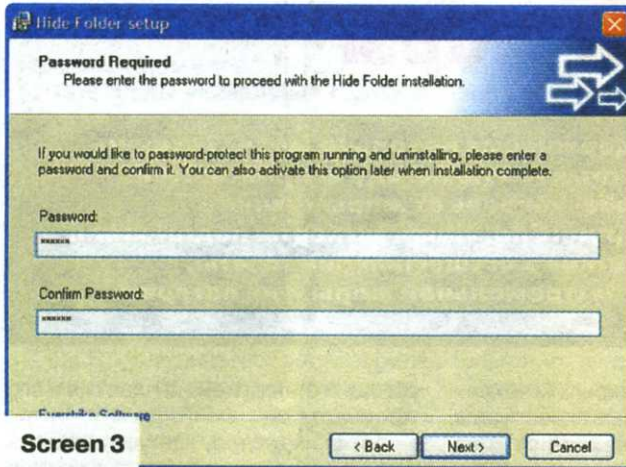 Hide Folder setup
Password Required
Please enter the password to proceed with the Hide Folder installation.
If you would like to password-protect this program running and uninstalling, please enter a
password and confirm it. You can also activate this option later when installation complete.
Password:
******
Confirm Password:
******
Everstrike Software
Screen 3
< Back
Next >
Cancel